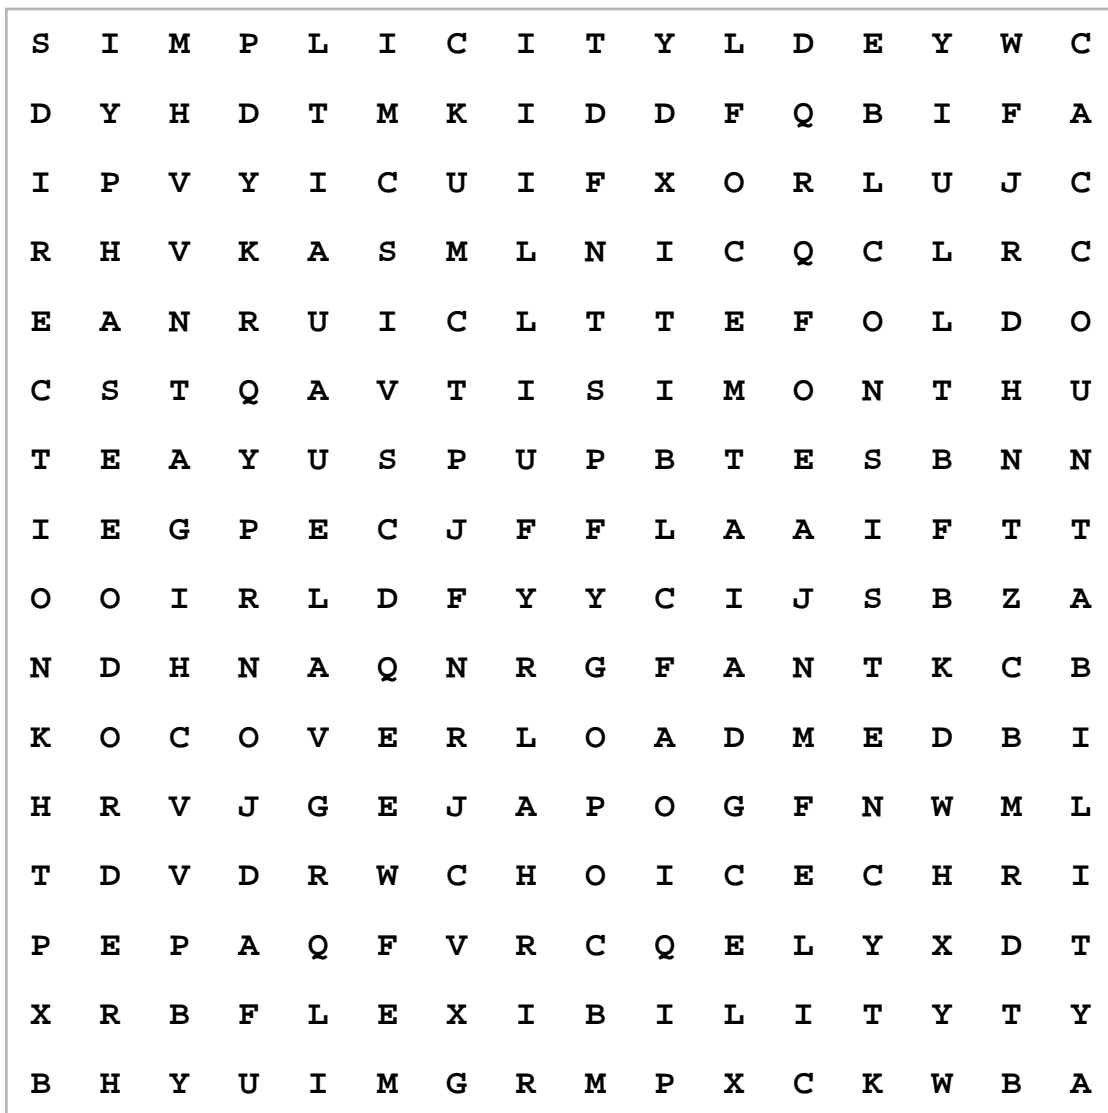 S I M P L I C I T Y L D E Y W C
D Y H D T M K I D D F Q B I F A
I P V Y I C U I F X O R L U J C
R H V K A S M L N I C Q C L R C
E A N R U I C L T T E F O L D O
C S T Q A V T I S I M O N T H U
T E A Y U S P U P B T E S B N N
I E G P E C J F F L A A I F T T
O O I R L D F Y Y C I J S B Z A
N D H N A Q N R G F A N T K C B
K O C O V E R L O A D M E D B I
H R V J G E J A P O G F N W M L
T D V D R W C H O I C E C H R I
P E P A Q F V R C Q E L Y X D T
X R B F L E X I B I L I T Y T Y
B H Y U I M G R M P X C K W B A